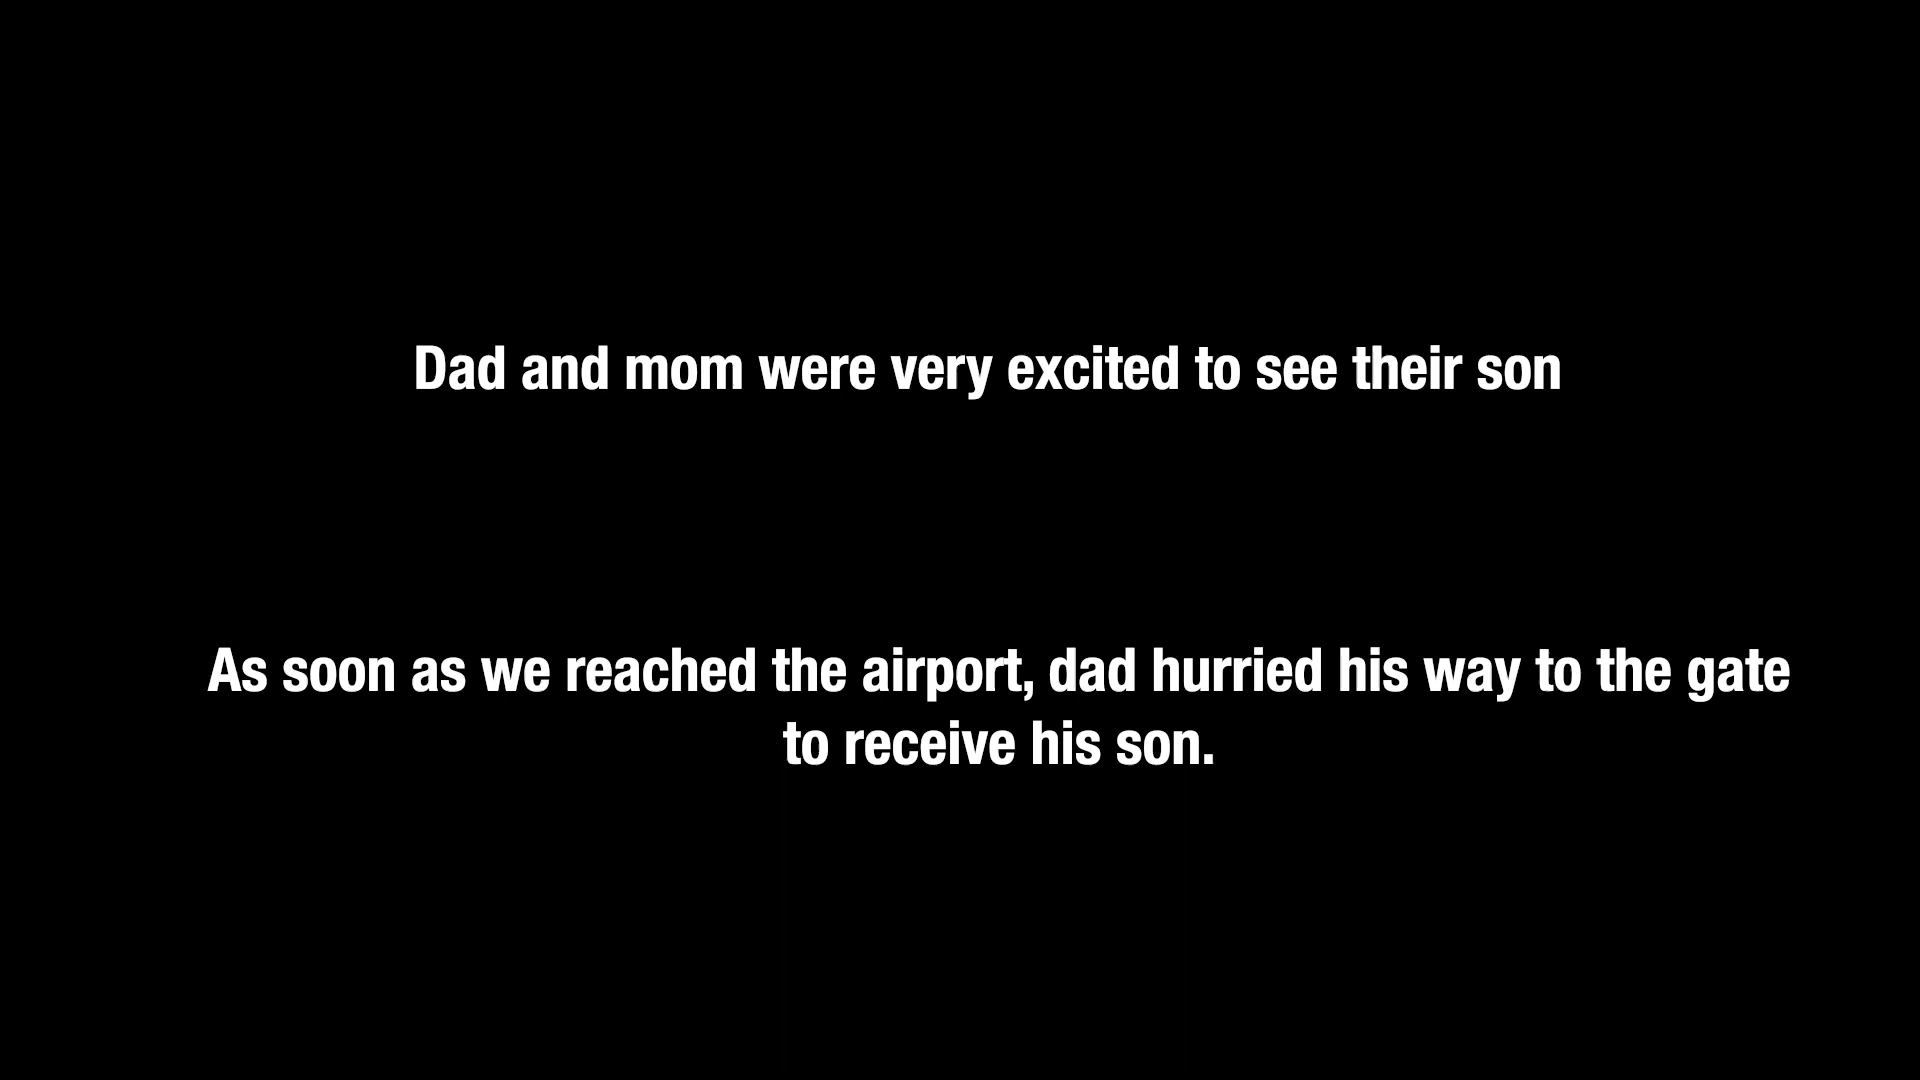 Dad and mom were very excited to see their son
As soon as we reached the airport, dad hurried his way to the gate
to receive his son.